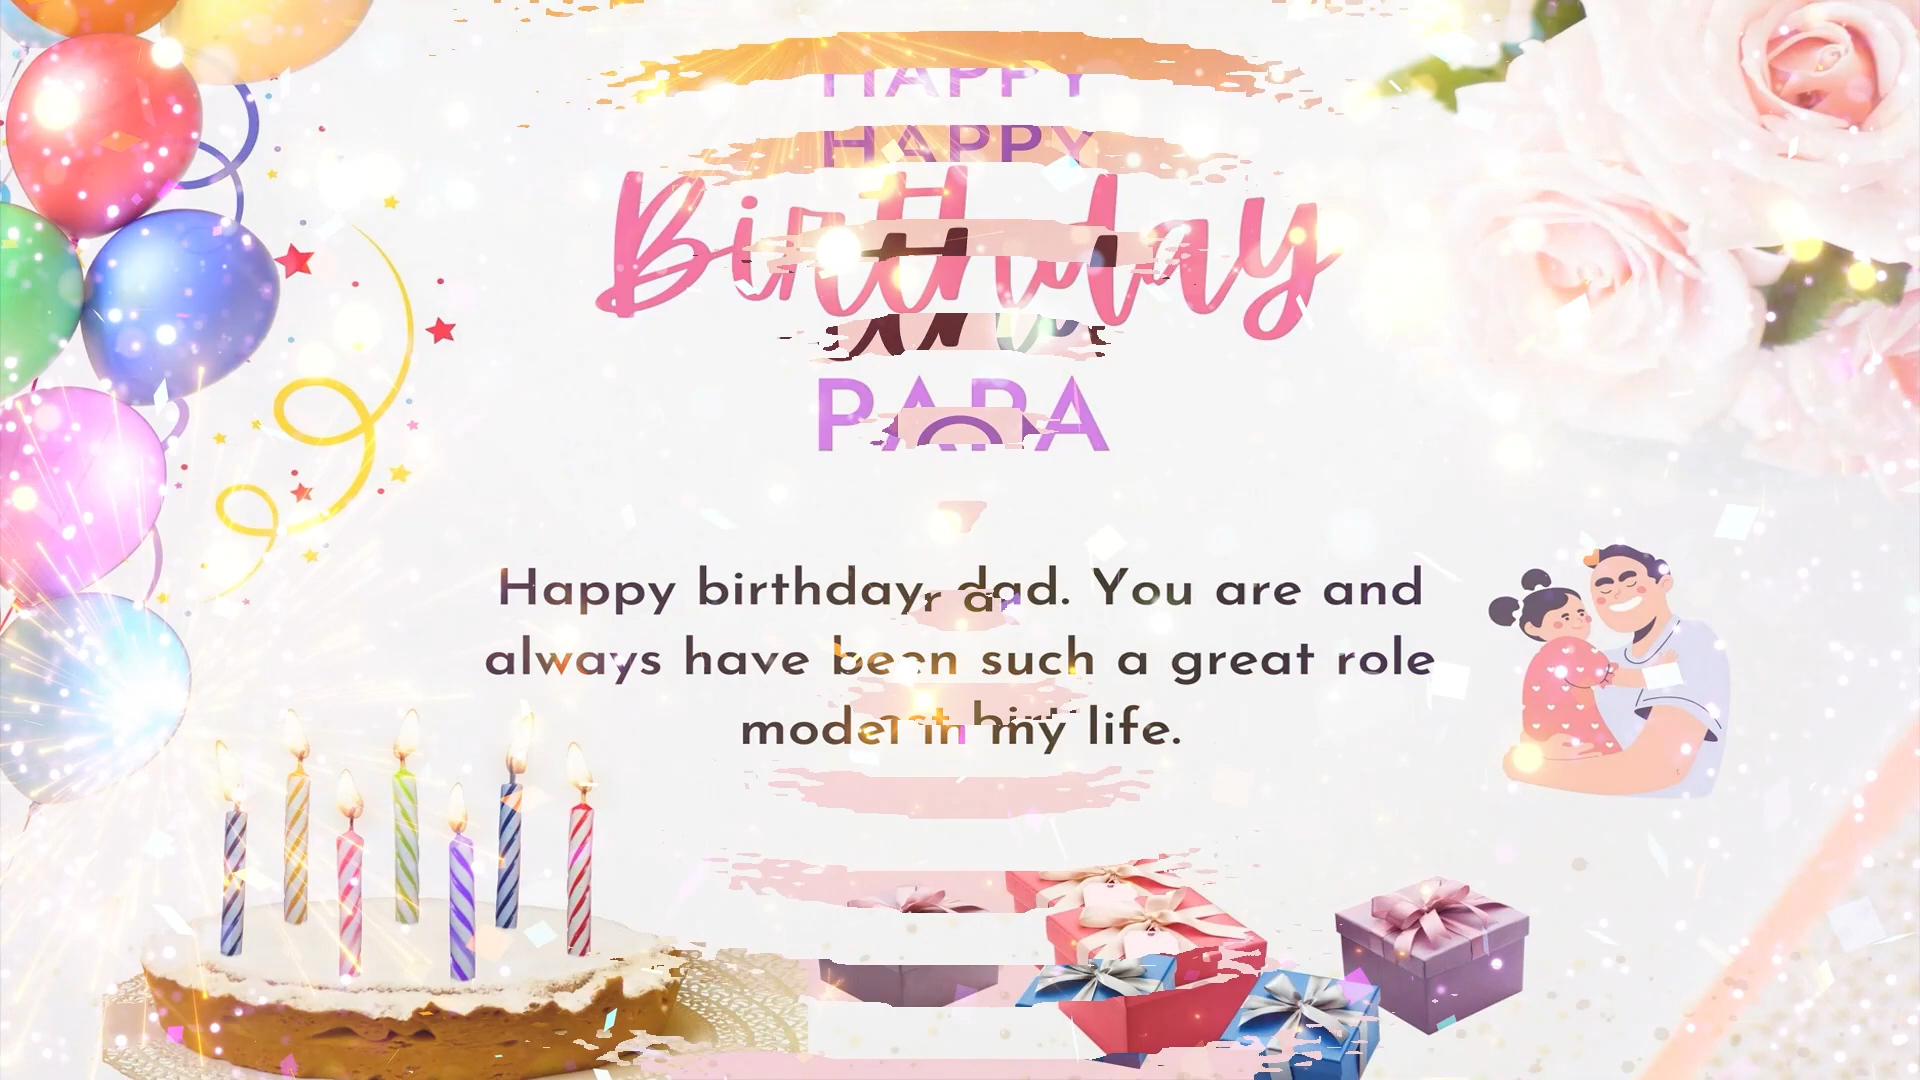 HAPPY
HAPPY
Birthday
PAPA
Happy birthday, dad. You are and
always have been such a great role
model in my life.